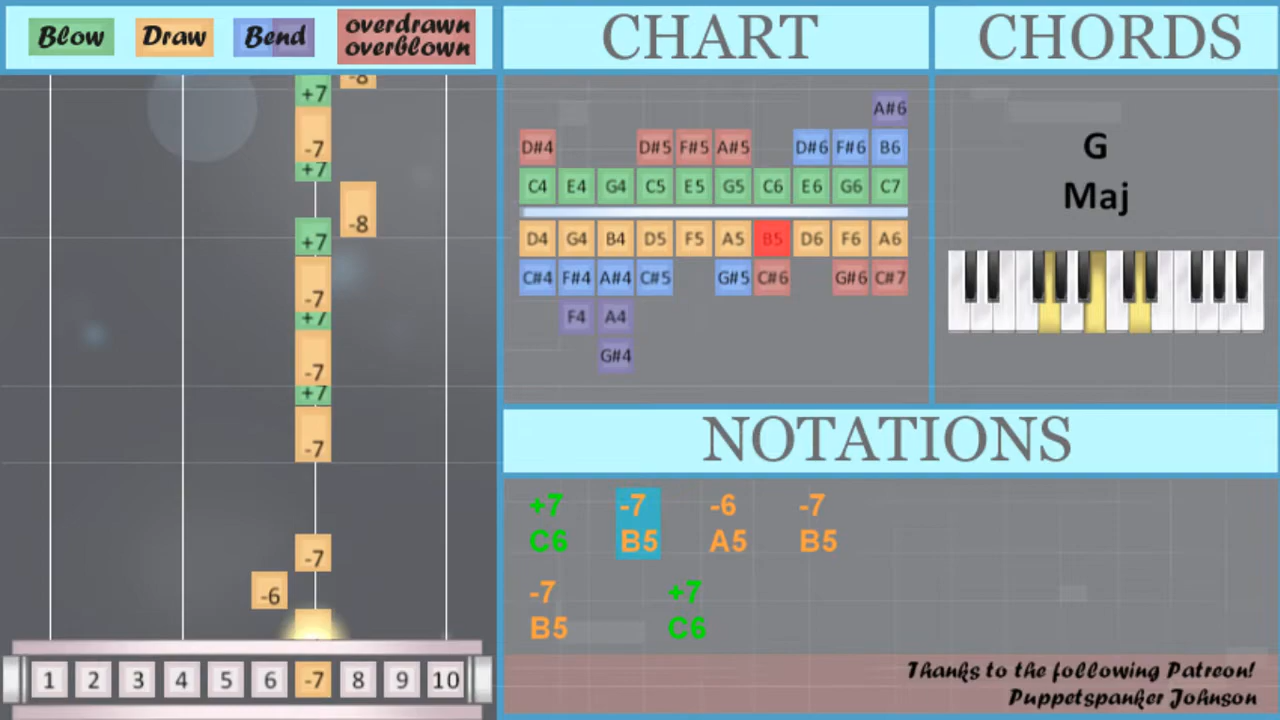 Blow
Draw
Bend
overdrawn
overblown
CHART
CHORDS
-8
+7
-7
+7
-8
+7
-7
+7
-7
+7
-7
-7
-6
1 2 3 4 5 6 -7 8 9 10
A#6
D#4 D#5 F#5 A#5 D#6 F#6 B6
C4 E4 G4 C5 E5 G5 C6 E6 G6 C7
D4 G4 B4 D5 F5 A5 B5 D6 F6 A6
C#4 F#4 A#4 C#5 G#5 C#6 G#6 C#7
F4 A4
G#4
G
Maj
NOTATIONS
+7 -7 -6 -7
C6 B5 A5 B5
-7 +7
B5 C6
Thanks to the following Patreon!
Puppetspanker Johnson